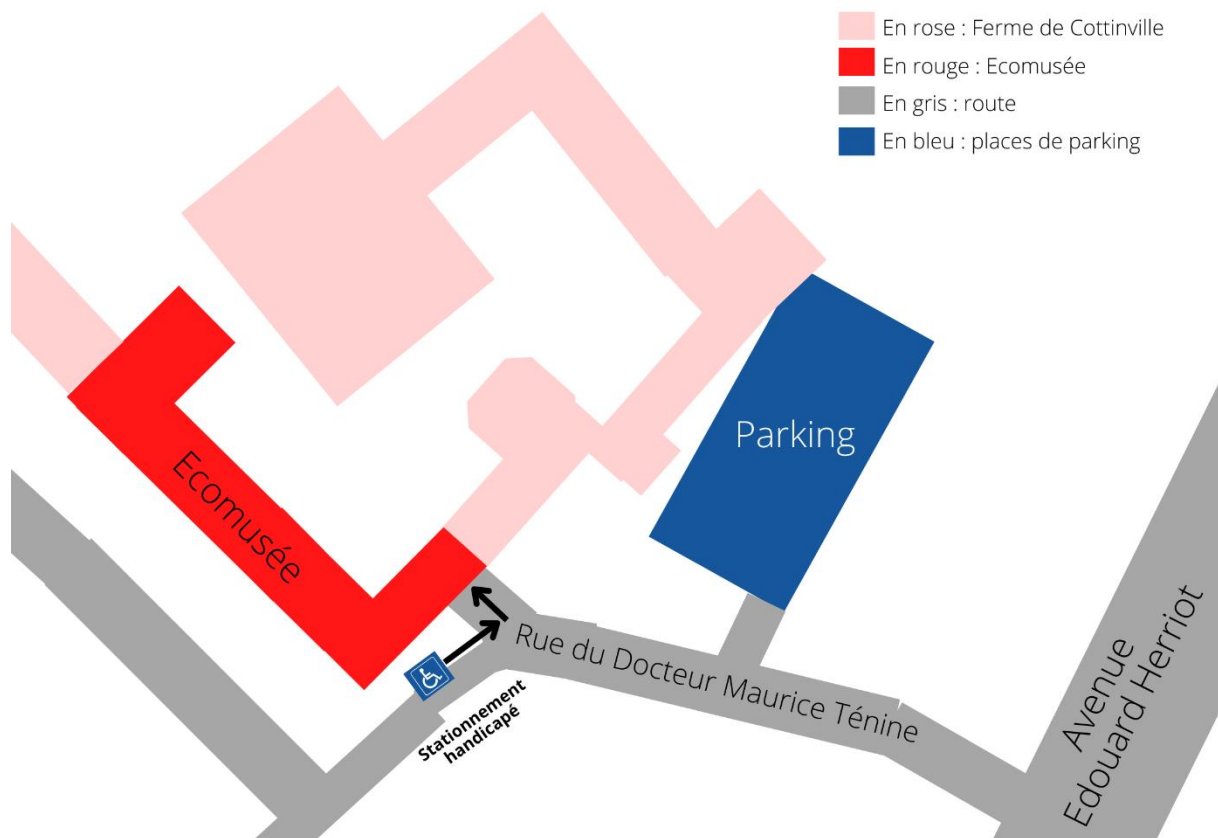 En rose : Ferme de Cottinville
En rouge : Ecomusée
En gris : route
En bleu : places de parking
Parking
Ecomusée
Rue du Docteur Maurice Ténine
Stationnement
handicapé
Avenue
Edouard Herriot